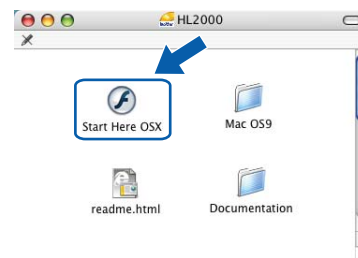 HL2000
Start Here OSX
Mac OS9
readme.html
Documentation